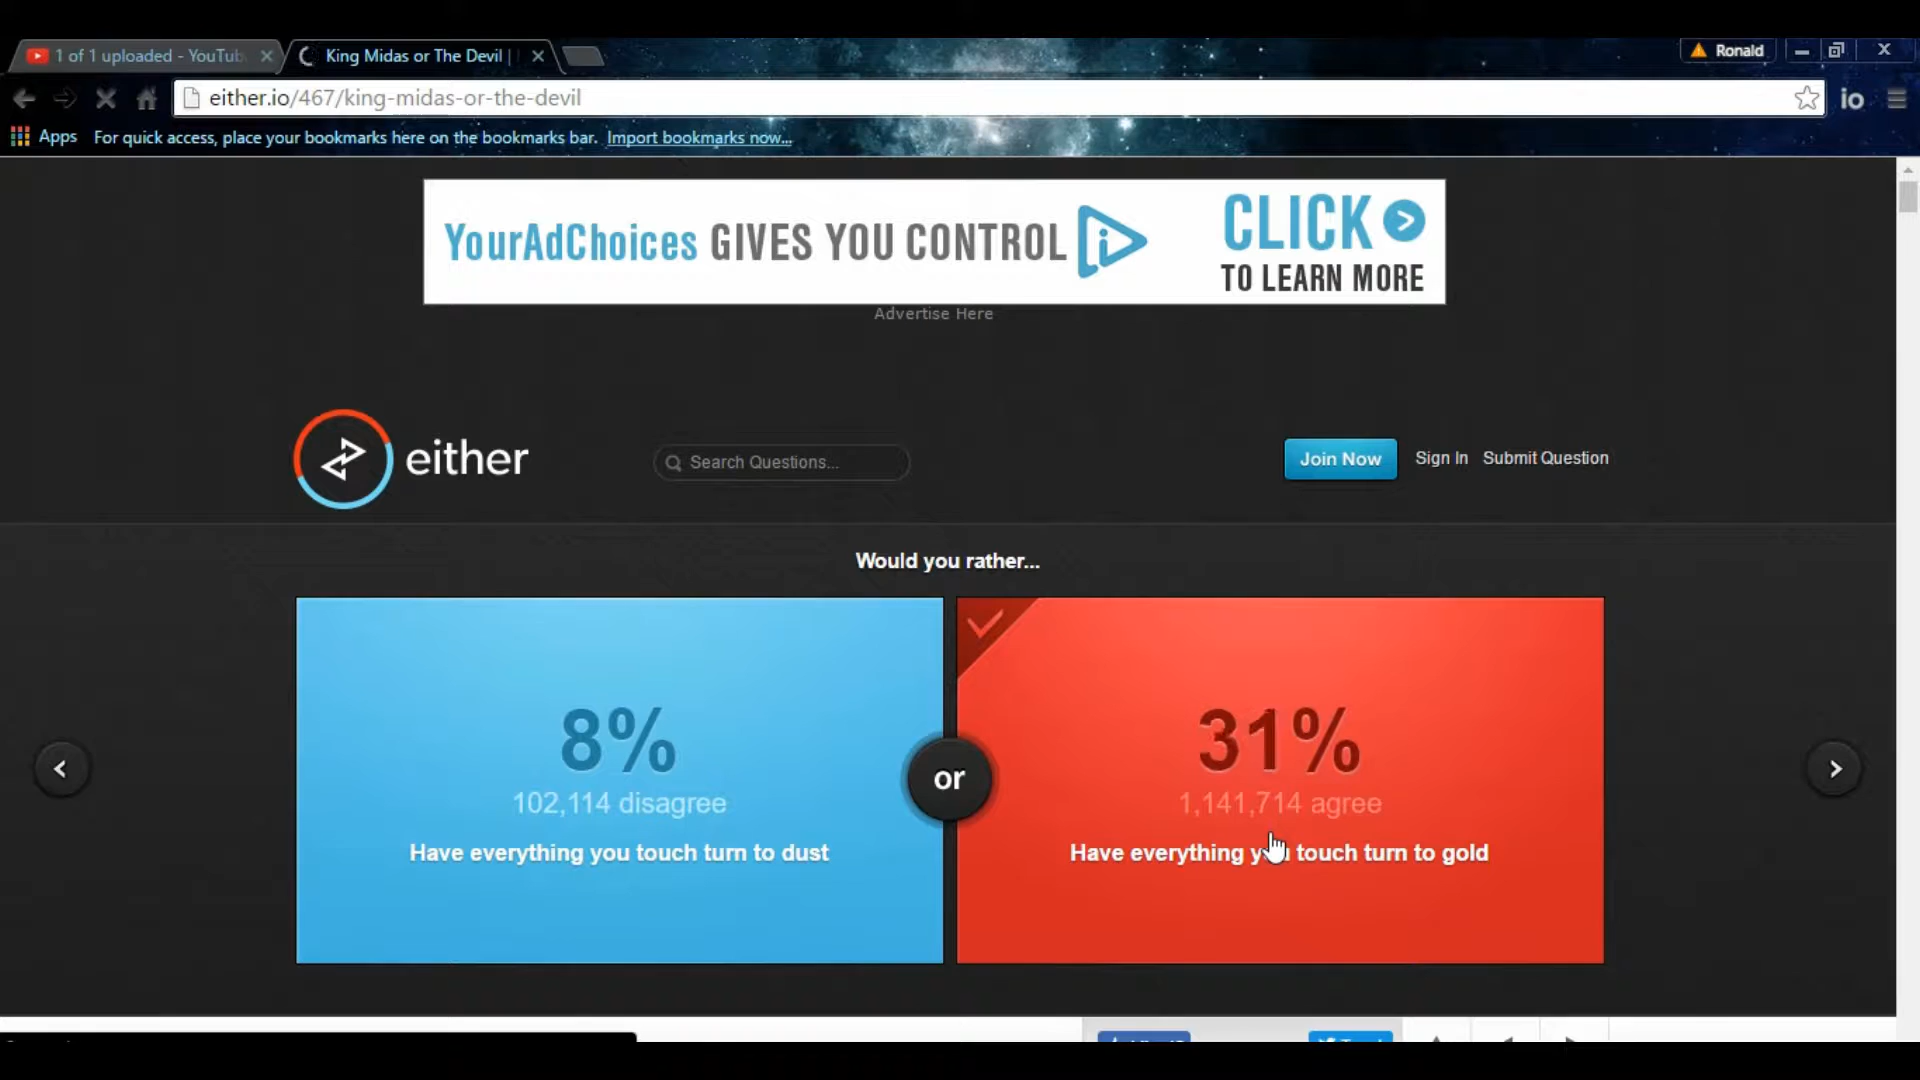 1 of 1 uploaded - YouTub
King Midas or The Devil |
Ronald
either.io/467/king-midas-or-the-devil
io
Apps
For quick access, place your bookmarks here on the bookmarks bar. Import bookmarks now...
YourAdChoices GIVES YOU CONTROL
CLICK
TO LEARN MORE
Advertise Here
either
Search Questions...
Join Now
Sign In
Submit Question
Would you rather...
8%
102,114 disagree
Have everything you touch turn to dust
or
31%
1,141,714 agree
Have everything you touch turn to gold